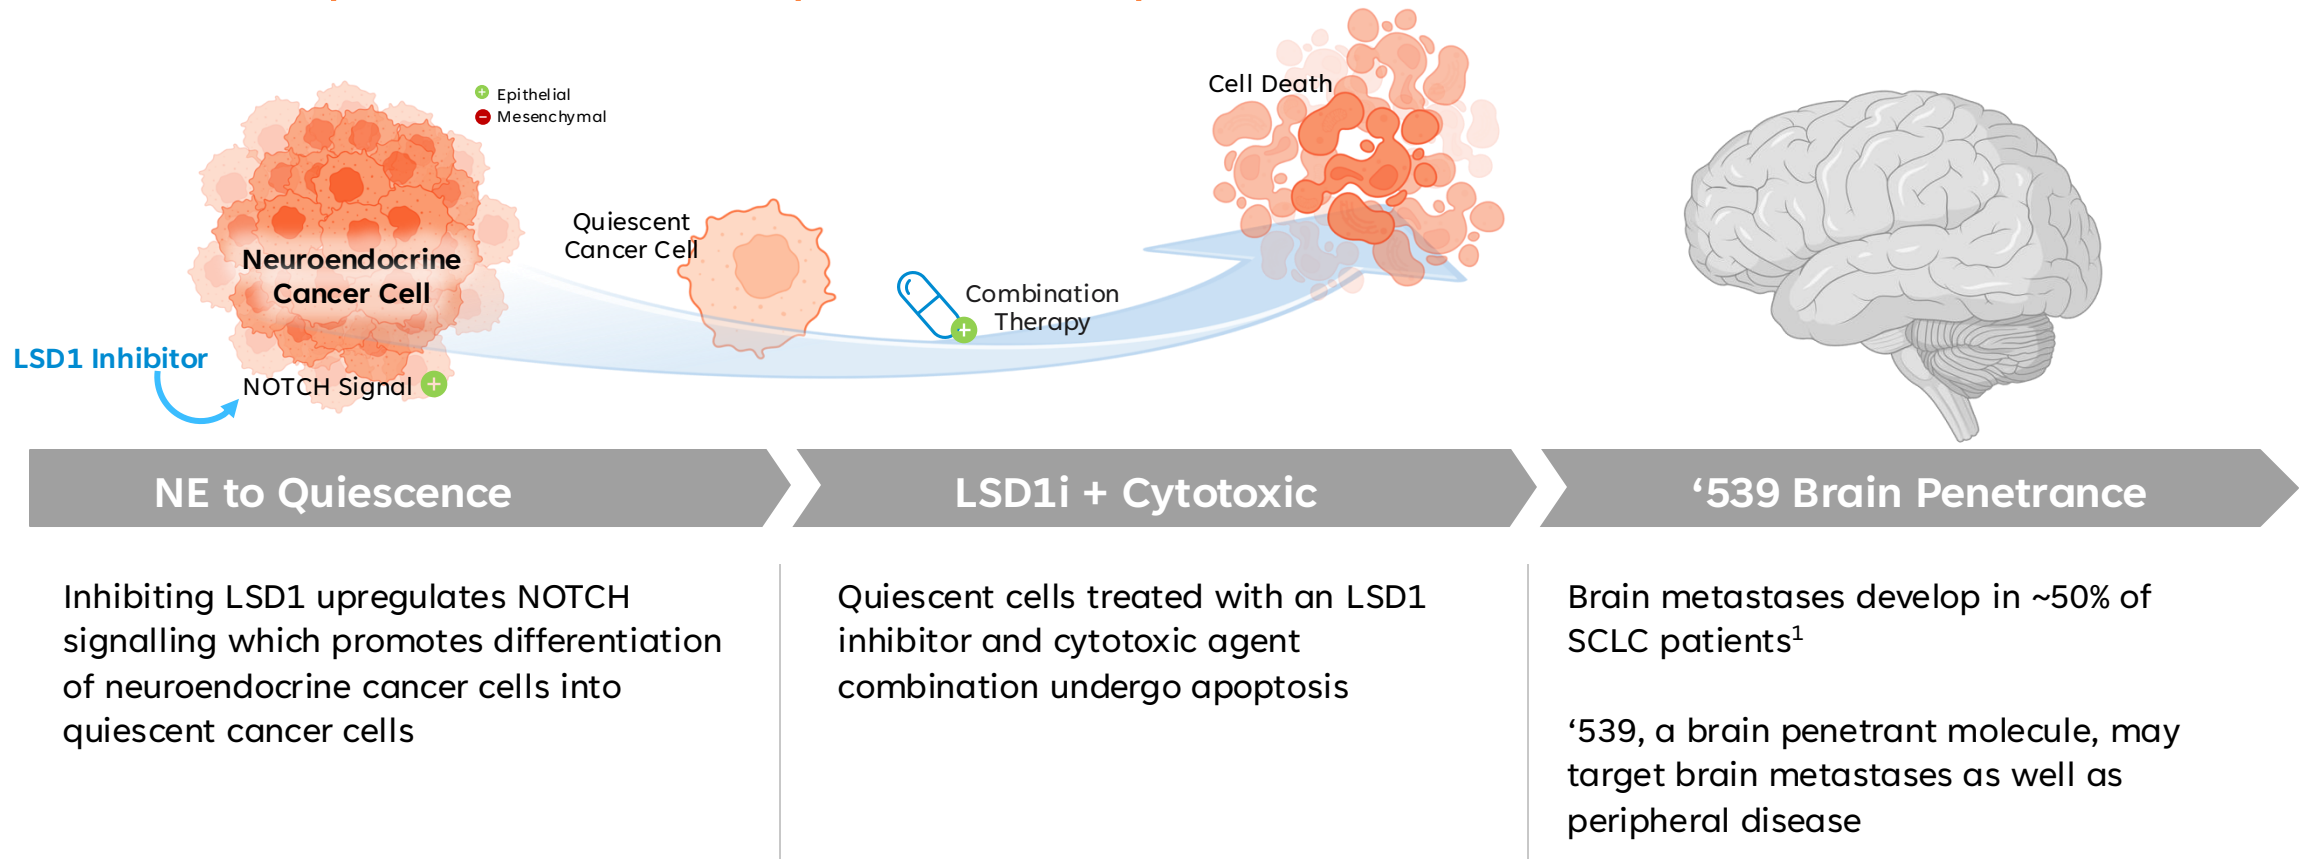 Epithelial
Mesenchymal
Neuroendocrine
Cancer Cell
LSD1 Inhibitor
NOTCH Signal
Quiescent
Cancer Cell
Combination
Therapy
Cell Death
NE to Quiescence
Inhibiting LSD1 upregulates NOTCH
signalling which promotes differentiation
of neuroendocrine cancer cells into
quiescent cancer cells
LSD1i + Cytotoxic
Quiescent cells treated with an LSD1
inhibitor and cytotoxic agent
combination undergo apoptosis
‘539 Brain Penetrance
Brain metastases develop in ~50% of
SCLC patients¹
‘539, a brain penetrant molecule, may
target brain metastases as well as
peripheral disease